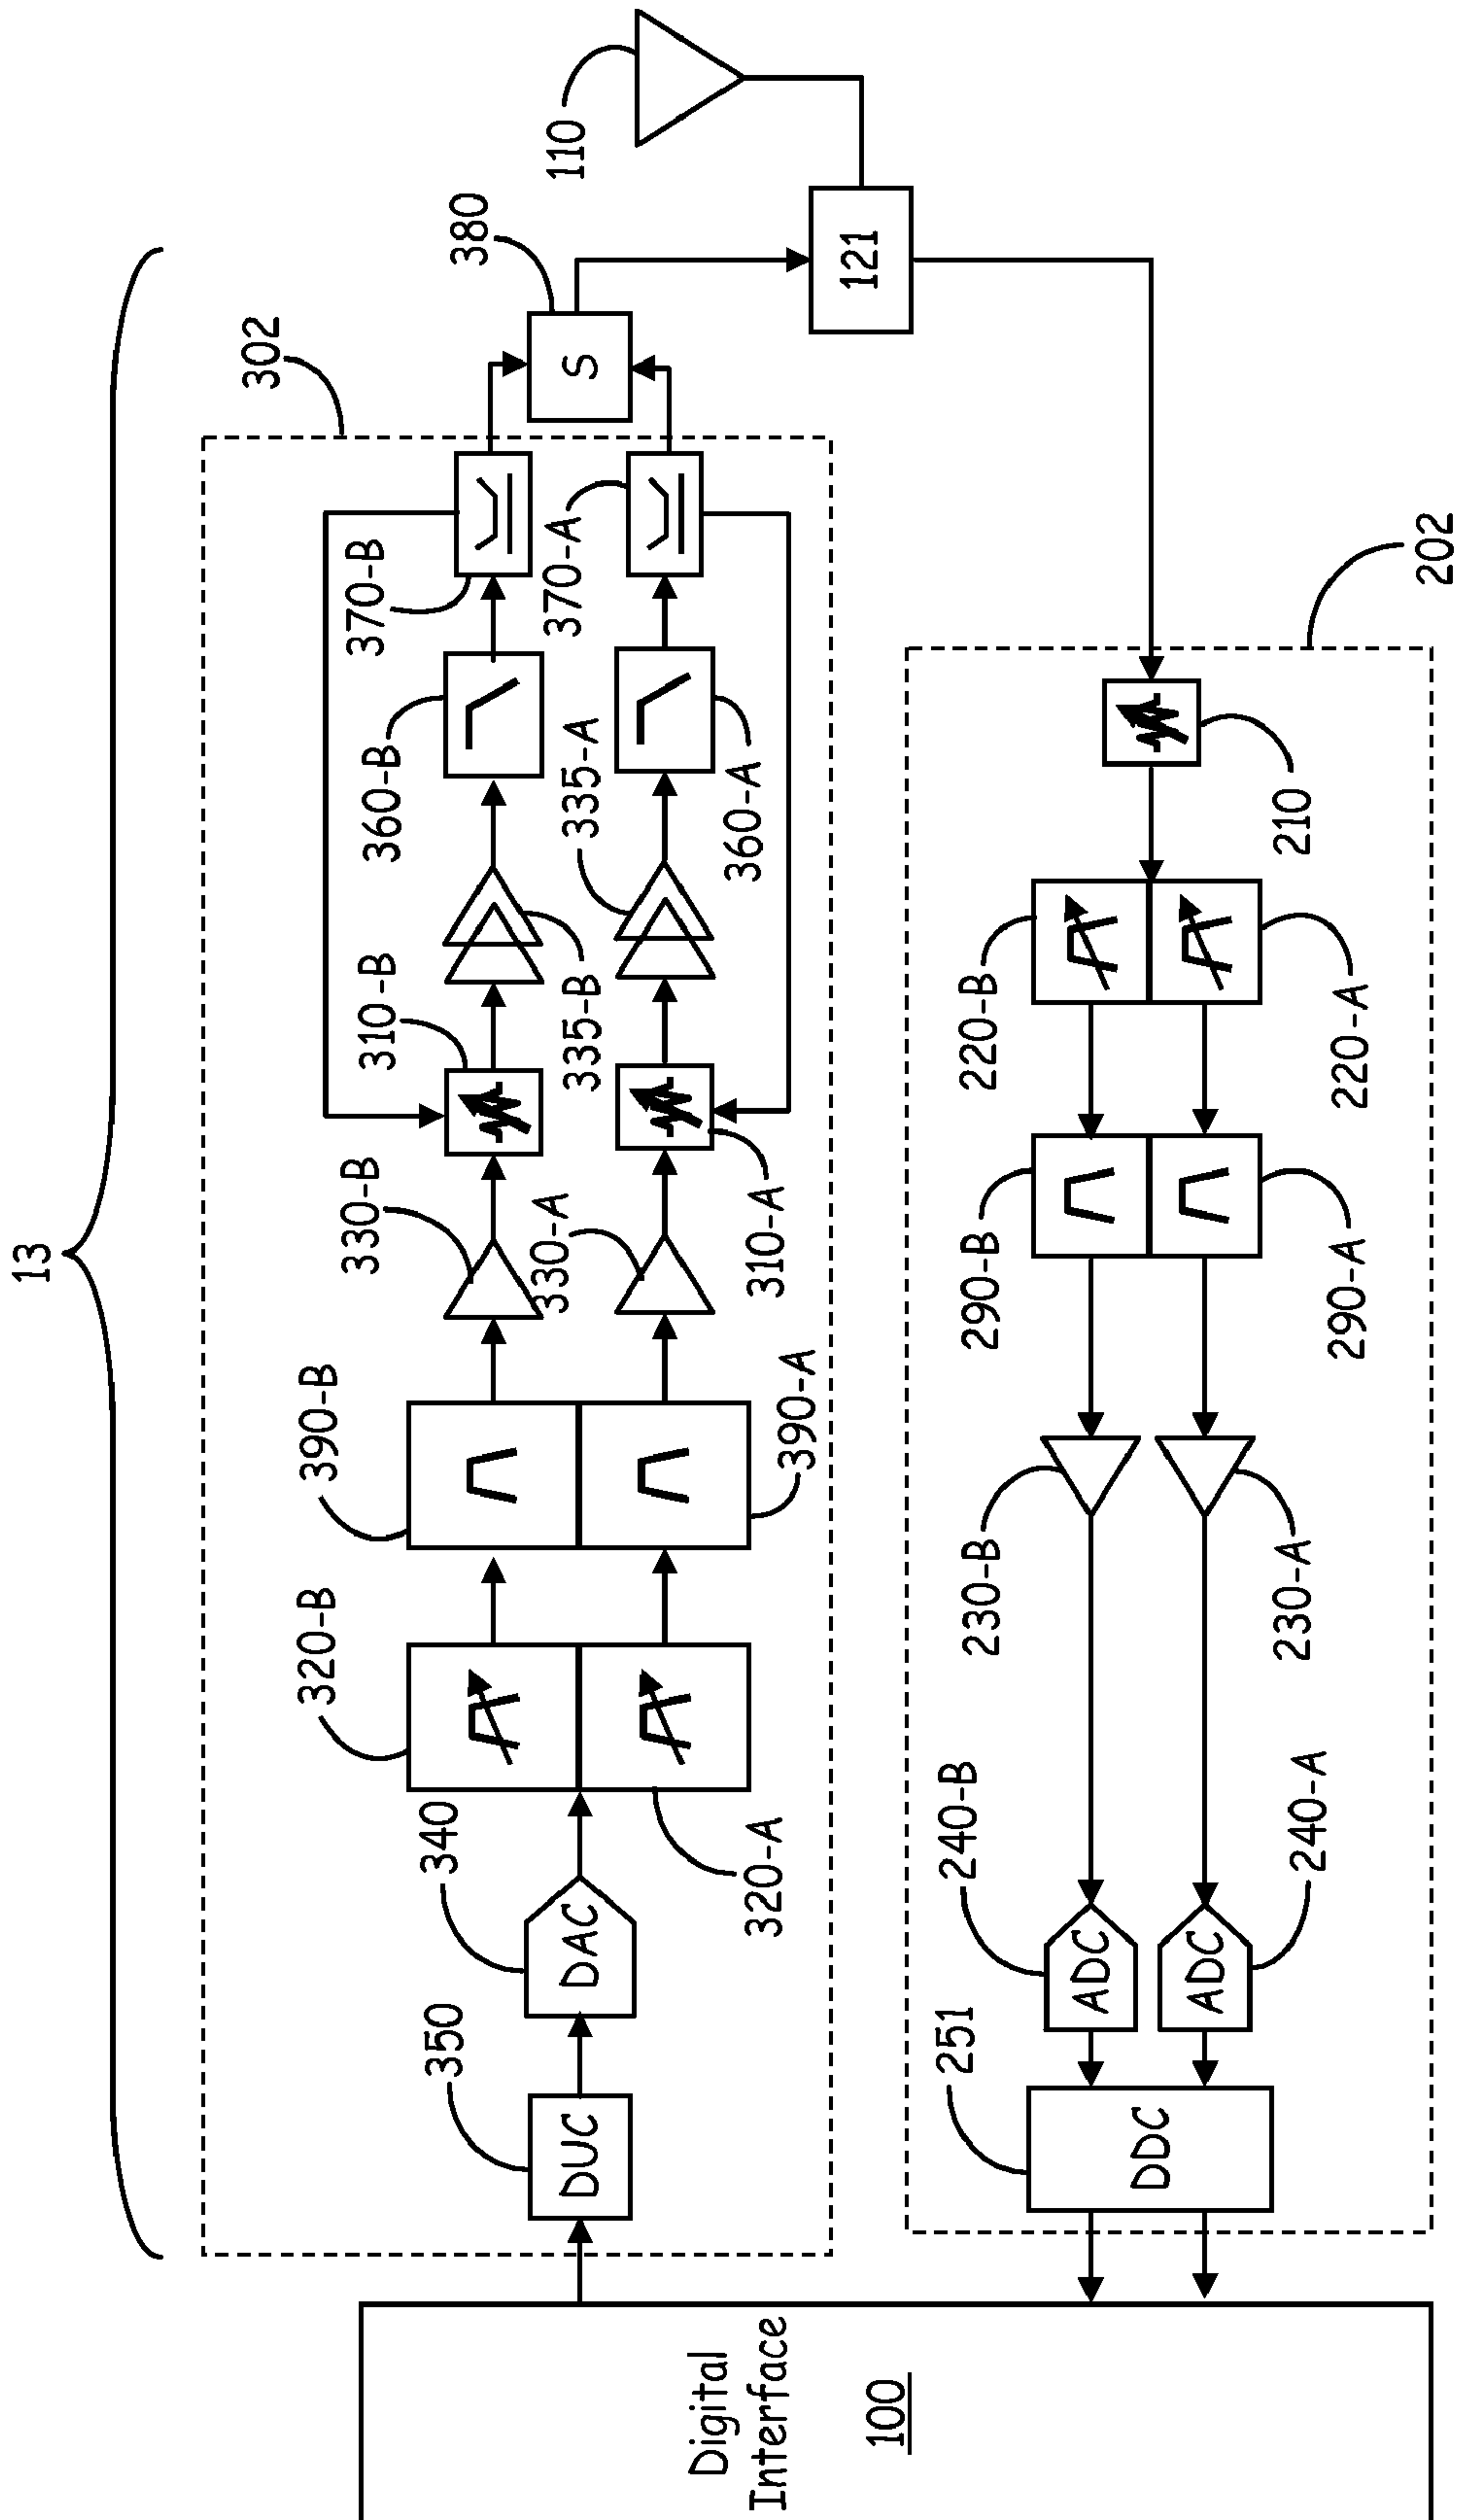 13
302
380
110
370-B
370-A
360-B
335-A
360-A
310-B
335-B
330-B
330-A
310-A
390-B
390-A
320-B
320-A
340
DAC
350
DUC
S
121
202
210
220-B
220-A
290-B
290-A
230-B
230-A
240-B
240-A
ADC
ADC
251
DDC
Digital
Interface
100